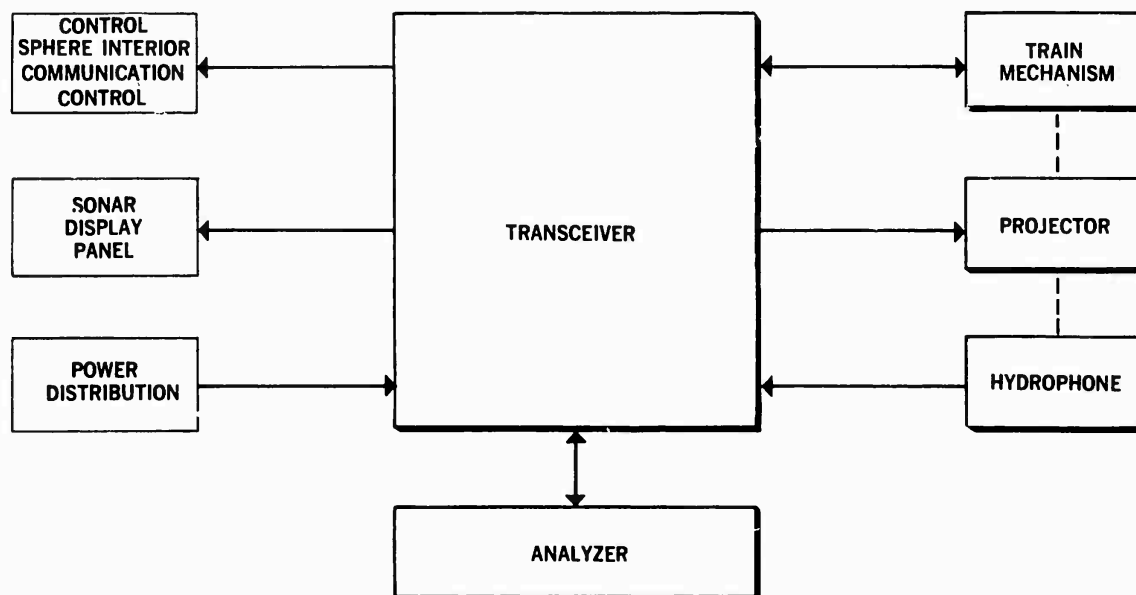 CONTROL
SPHERE INTERIOR
COMMUNICATION
CONTROL
SONAR
DISPLAY
PANEL
POWER
DISTRIBUTION
TRANSCEIVER
ANALYZER
TRAIN
MECHANISM
PROJECTOR
HYDROPHONE